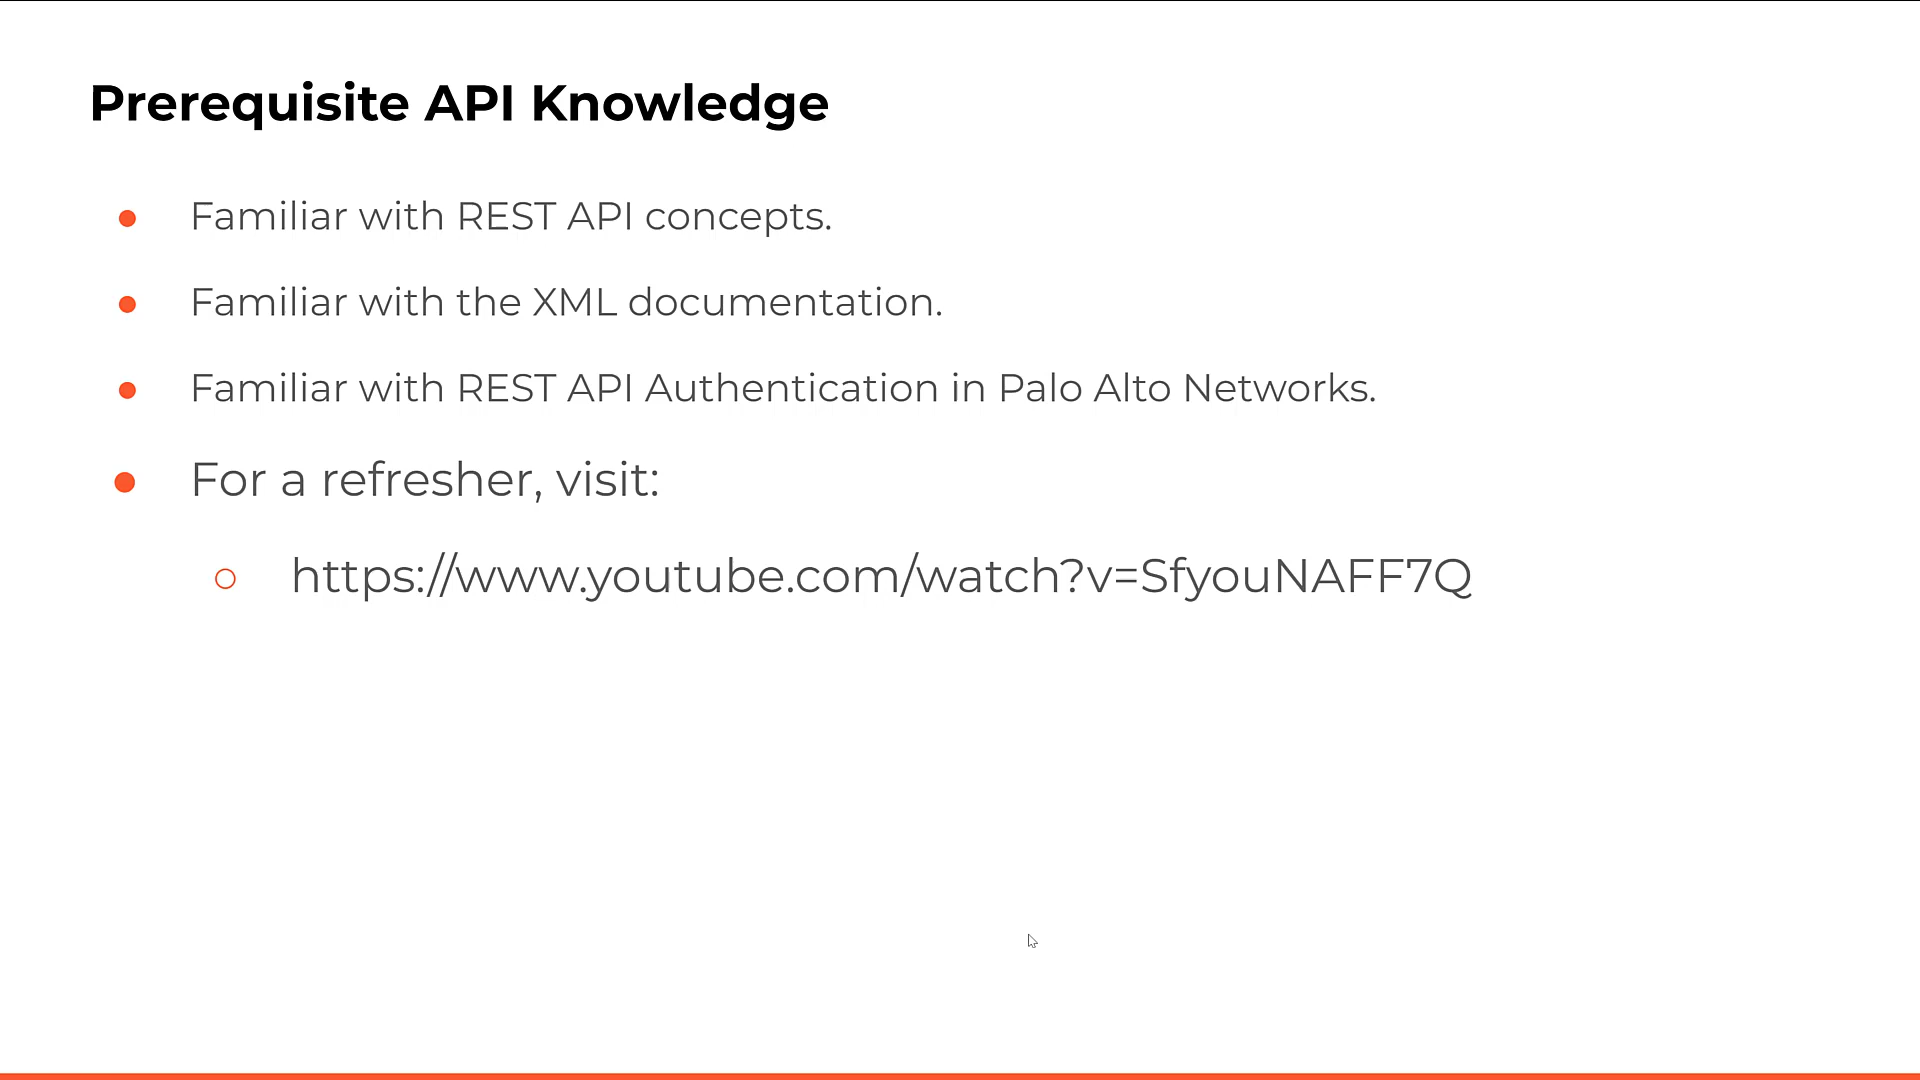 Prerequisite API Knowledge
Familiar with REST API concepts.
Familiar with the XML documentation.
Familiar with REST API Authentication in Palo Alto Networks.
For a refresher, visit:
https://www.youtube.com/watch?v=SfyouNAFF7Q